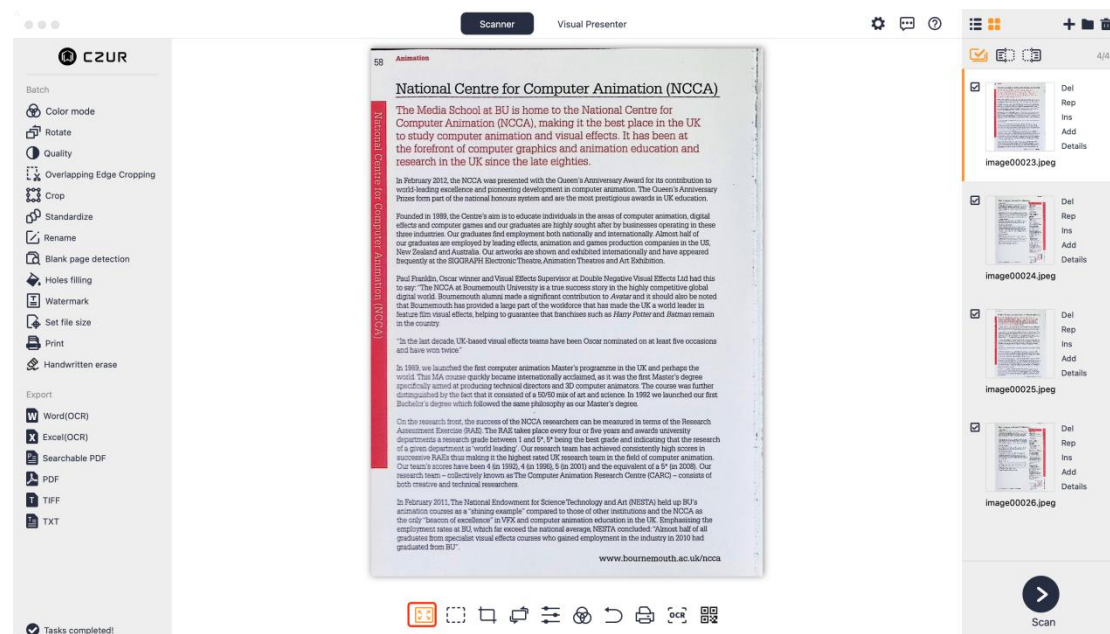 Scanner
Visual Presenter
CZUR
Batch
Color mode
Rotate
Quality
Overlapping Edge Cropping
Crop
Standardize
Rename
Blank page detection
Holes filling
Watermark
Set file size
Print
Handwritten erase
Export
Word(OCR)
Excel(OCR)
Searchable PDF
PDF
TIFF
TXT
Tasks completed!
58
Animation
National Centre for Computer Animation (NCCA)
National Centre for Computer Animation (NCCA)
The Media School at BU is home to the National Centre for
Computer Animation (NCCA), making it the best place in the UK
to study computer animation and visual effects. It has been at
the forefront of computer graphics and animation education and
research in the UK since the late eighties.
In February 2012, the NCCA was presented with the Queen's Anniversary Award for its contribution to
world-leading excellence and pioneering development in computer animation. The Queen's Anniversary
Prizes form part of the national honours system and are the most prestigious awards in UK education.
Founded in 1989, the Centre's aim is to educate individuals in the areas of computer animation, digital
effects and computer games and our graduates are highly sought after by businesses operating in these
three industries. Our graduates find employment both nationally and internationally. Almost half of
our graduates are employed by leading effects, animation and games production companies in the US,
New Zealand and Australia. Our artworks are shown and exhibited internationally and have appeared
frequently at the SIGGRAPH Electronic Theatre, Animation Theatres and Art Exhibition.
Paul Franklin, Oscar winner and Visual Effects Supervisor at Double Negative Visual Effects Ltd had this
to say: "The NCCA at Bournemouth University is a true success story in the highly competitive global
digital world. Bournemouth alumni made a significant contribution to Avatar and it should also be noted
that Bournemouth has provided a large part of the workforce that has made the UK a world leader in
feature film visual effects, helping to guarantee that franchises such as Harry Potter and Batman remain
in the country.
"In the last decade, UK-based visual effects teams have been Oscar nominated on at least five occasions
and have won twice"
In 1989, we launched the first computer animation Master's programme in the UK and perhaps the
world. This MA course quickly became internationally acclaimed, as it was the first Master's degree
specifically aimed at producing technical directors and 3D computer animators. The course was further
distinguished by the fact that it consisted of a 50/50 mix of art and science. In 1992 we launched our first
Bachelor's degree which followed the same philosophy as our Master's degree.
On the research front, the success of the NCCA researchers can be measured in terms of the Research
Assessment Exercise (RAE). The RAE takes place every four or five years and awards university
departments a research grade between 1 and 5*, 5* being the best grade and indicating that the research
of a given department is 'world leading'. Our research team has achieved consistently high scores in
successive RAEs thus making it the highest rated UK research team in the field of computer animation.
Our team's scores have been 4 (in 1992), 4 (in 1996), 5 (in 2001) and the equivalent of a 5* (in 2008). Our
research team – collectively known as The Computer Animation Research Centre (CARC) – consists of
both creative and technical researchers.
In February 2011, The National Endowment for Science Technology and Art (NESTA) held up BU's
animation courses as a "shining example" compared to those of other institutions and the NCCA as
the only "beacon of excellence" in VFX and computer animation education in the UK. Emphasising the
employment rates at BU, which far exceed the national average, NESTA concluded: "Almost half of all
graduates from specialist visual effects courses who gained employment in the industry in 2010 had
graduated from BU".
www.bournemouth.ac.uk/ncca
OCR
4/4
Del
Rep
Ins
Add
Details
image00023.jpeg
Del
Rep
Ins
Add
Details
image00024.jpeg
Del
Rep
Ins
Add
Details
image00025.jpeg
Del
Rep
Ins
Add
Details
image00026.jpeg
Scan